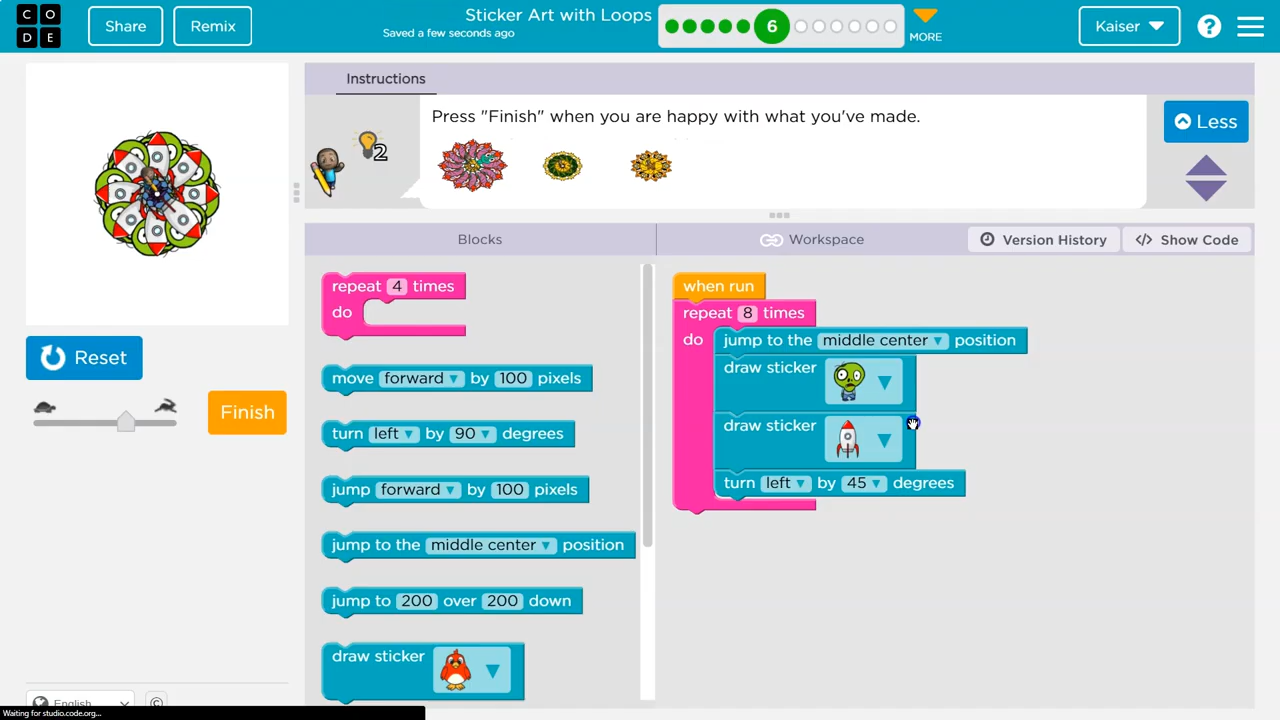 CO
DE
Share
Remix
Sticker Art with Loops
Saved a few seconds ago
6
MORE
Kaiser
?
Instructions
2
Press "Finish" when you are happy with what you've made.
Less
Reset
Finish
Blocks
Workspace
Version History
</> Show Code
repeat 4 times
do
move forward by 100 pixels
turn left by 90 degrees
jump forward by 100 pixels
jump to the middle center position
jump to 200 over 200 down
draw sticker
when run
repeat 8 times
do jump to the middle center position
draw sticker
draw sticker
turn left by 45 degrees
English
©
Waiting for studio.code.org...